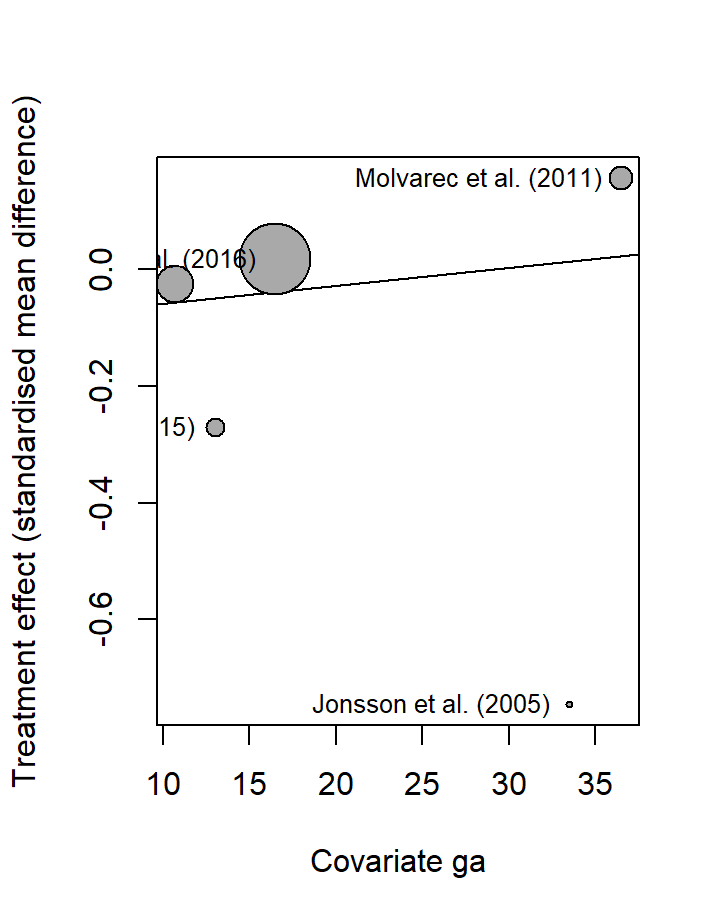 Treatment effect (standardised mean difference)
0.0
-0.2
-0.4
-0.6
Molvarec et al. (2011)
al. (2016)
15)
Jonsson et al. (2005)
10 15 20 25 30 35
Covariate ga